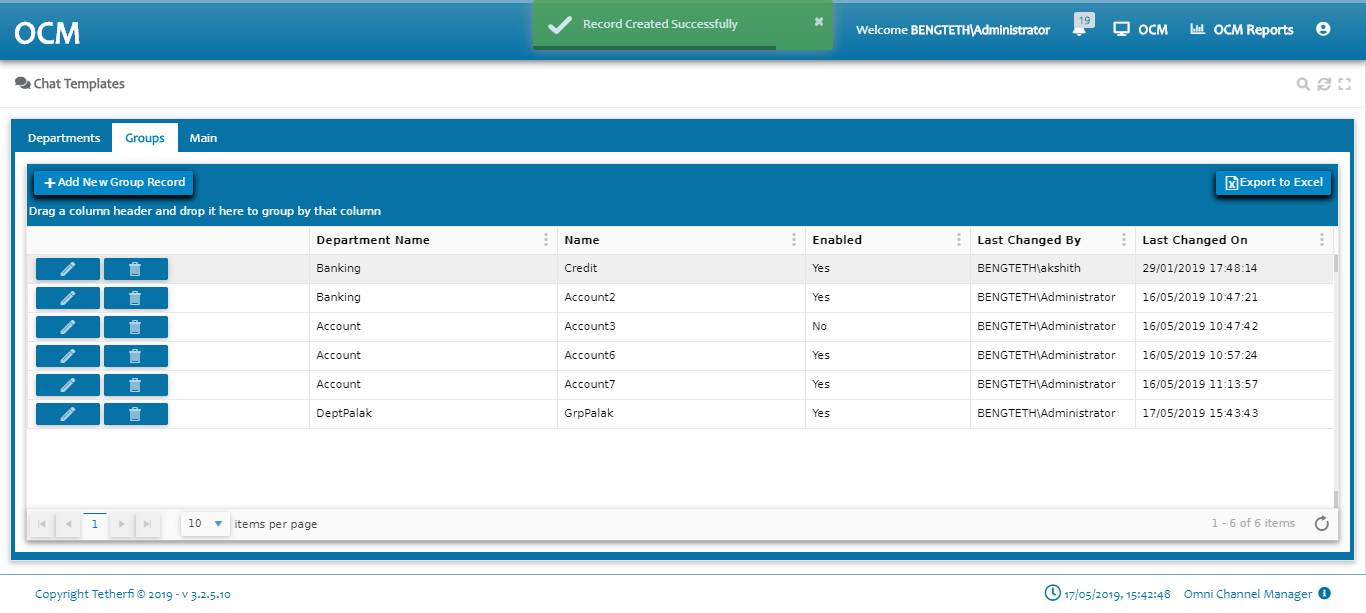 OCM
Record Created Successfully
Welcome BENGTETH\Administrator
19
OCM
OCM Reports
Chat Templates
Departments
Groups
Main
Add New Group Record
Export to Excel
Drag a column header and drop it here to group by that column
Department Name Name Enabled Last Changed By Last Changed On
Banking Credit Yes BENGTETH\akshith 29/01/2019 17:48:14
Banking Account2 Yes BENGTETH\Administrator 16/05/2019 10:47:21
Account Account3 No BENGTETH\Administrator 16/05/2019 10:47:42
Account Account6 Yes BENGTETH\Administrator 16/05/2019 10:57:24
Account Account7 Yes BENGTETH\Administrator 16/05/2019 11:13:57
DeptPalak GrpPalak Yes BENGTETH\Administrator 17/05/2019 15:43:43
1 10 items per page 1 - 6 of 6 items
Copyright Tetherfi © 2019 - v 3.2.5.10 17/05/2019, 15:42:48 Omni Channel Manager